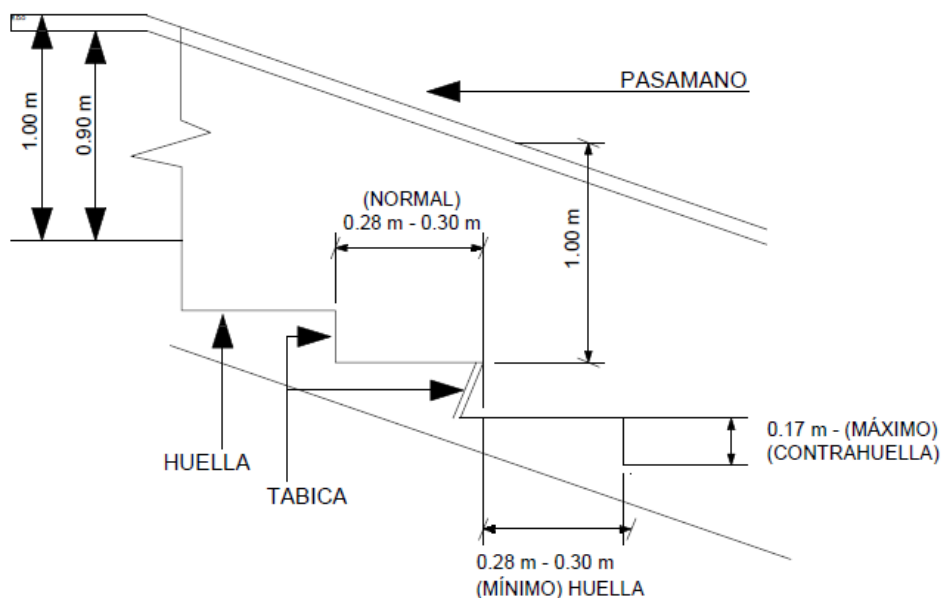 PASAMANO
1.00 m
0.90 m
(NORMAL)
0.28 m - 0.30 m
1.00 m
0.17 m - (MÁXIMO)
(CONTRAHUELLA)
HUELLA
TABICA
0.28 m - 0.30 m
(MÍNIMO) HUELLA